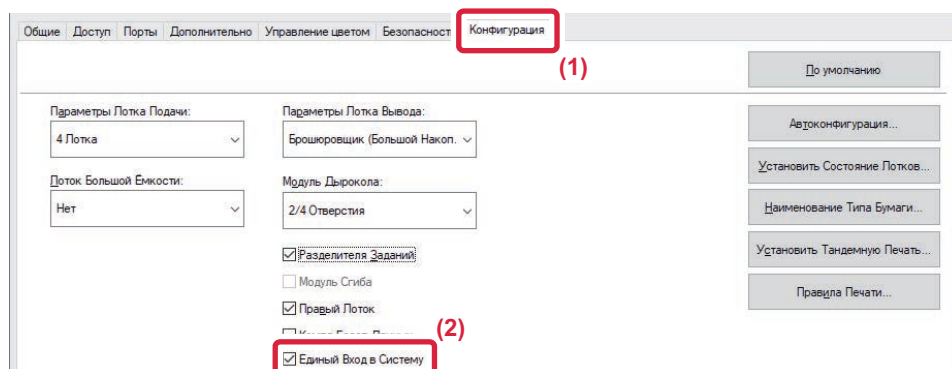 Общие Доступ Порты Дополнительно Управление цветом Безопасност Конфигурация
(1)
По умолчанию
Параметры Лотка Подачи: Параметры Лотка Вывода:
4 Лотка Брошюровщик (Большой Накоп. Автоконфигурация...
Установить Состояние Лотков...
Лоток Большой Ёмкости: Модуль Дырокола:
Нет 2/4 Отверстия Наименование Типа Бумаги...
Разделителя Заданий Установить Тандемную Печать...
Модуль Сгиба
Правила Печати...
Правый Лоток
(2)
Единый Вход в Систему